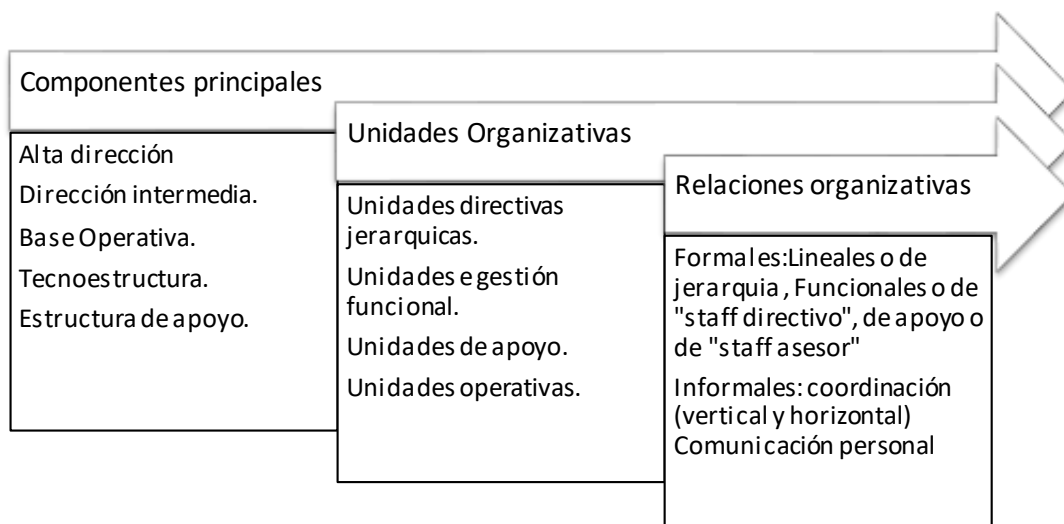 Componentes principales
Alta dirección
Dirección intermedia.
Base Operativa.
Tecnoestructura.
Estructura de apoyo.
Unidades Organizativas
Unidades directivas
jerarquicas.
Unidades e gestión
funcional.
Unidades de apoyo.
Unidades operativas.
Relaciones organizativas
Formales:Lineales o de
jerarquia , Funcionales o de
"staff directivo", de apoyo o
de "staff asesor"
Informales: coordinación
(vertical y horizontal)
Comunicación personal